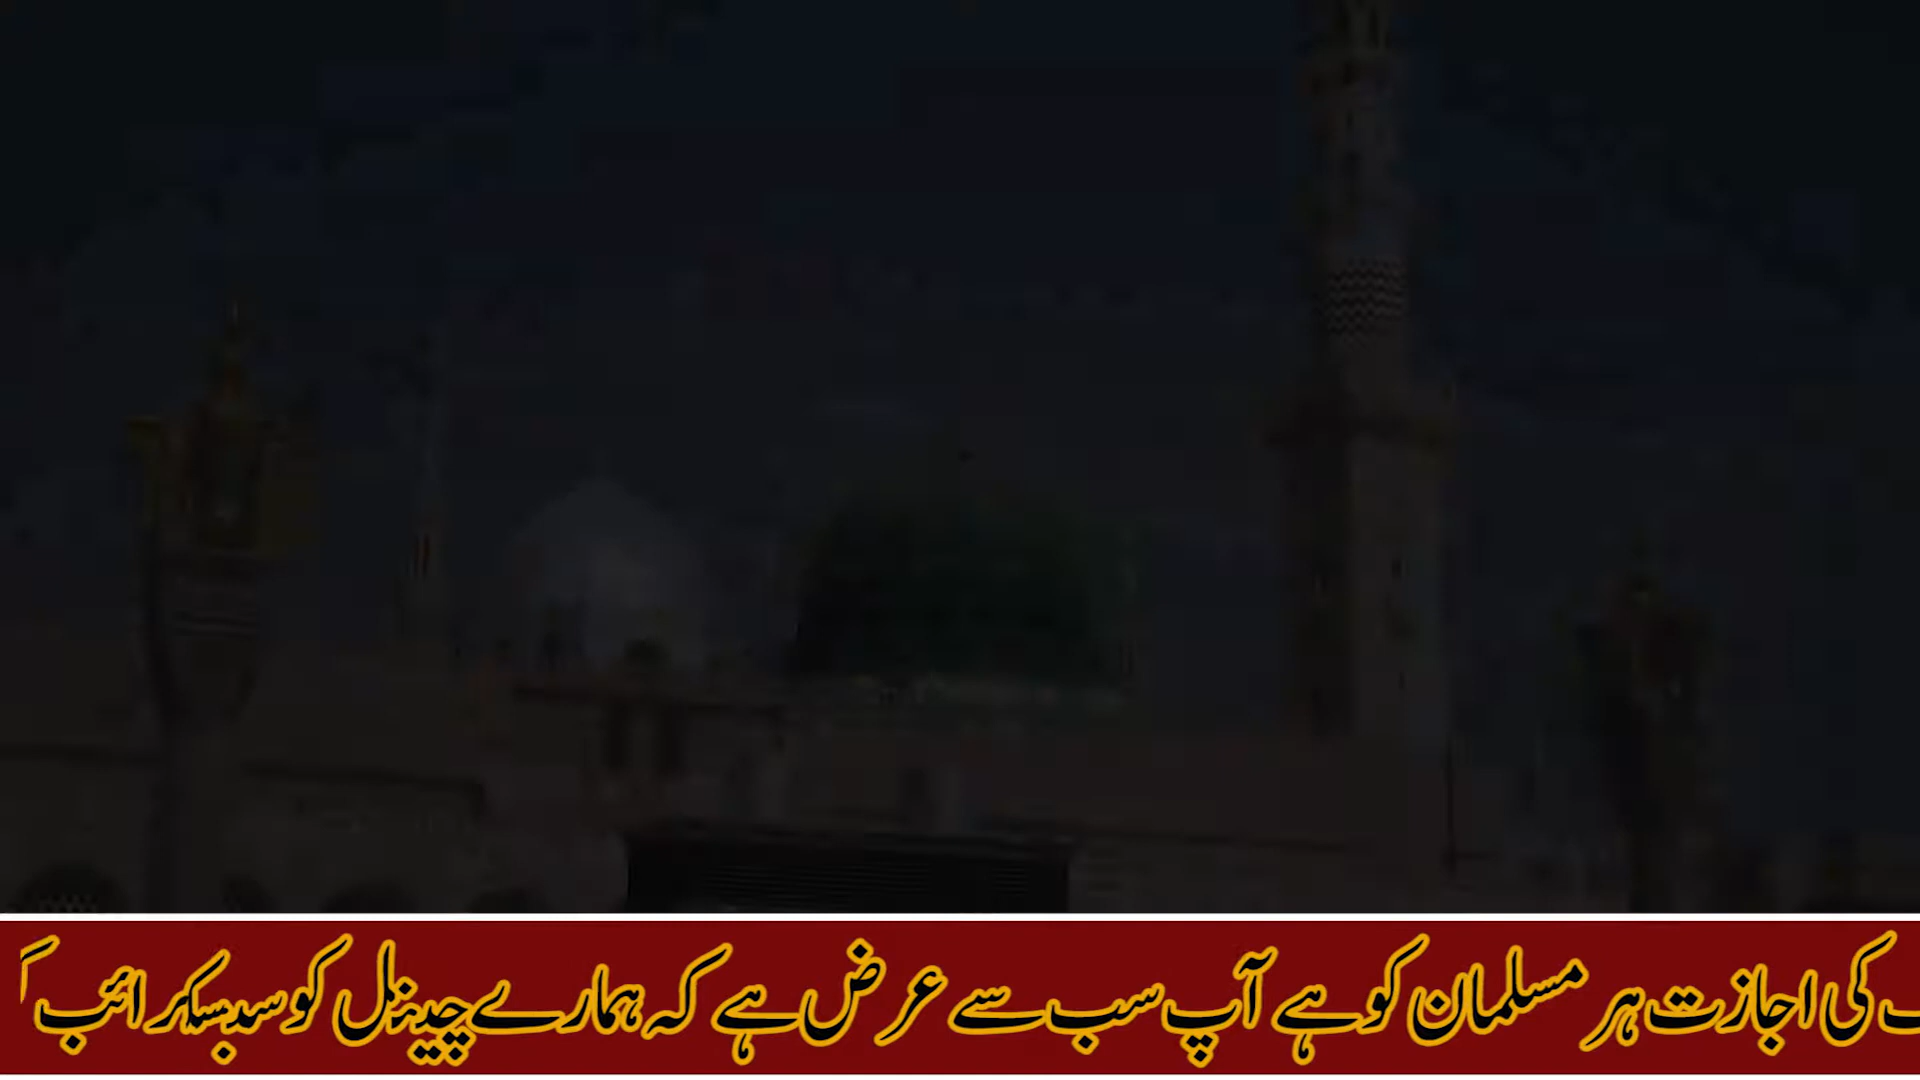 کی اجازت ہر مسلمان کو ہے آپ سب سے عرض ہے کہ ہمارے چینل کو سبسکرائب